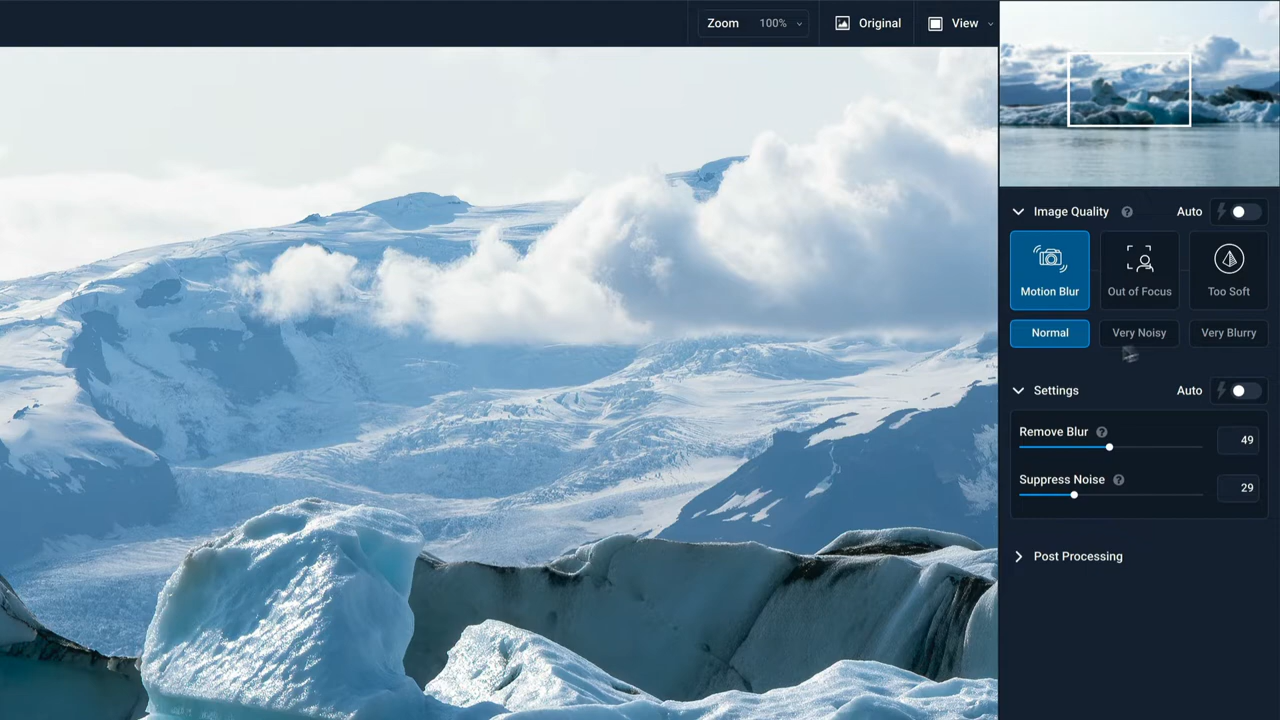 Zoom 100% Original View
Image Quality ? Auto
Motion Blur Out of Focus Too Soft
Normal Very Noisy Very Blurry
Settings Auto
Remove Blur ? 49
Suppress Noise ? 29
Post Processing